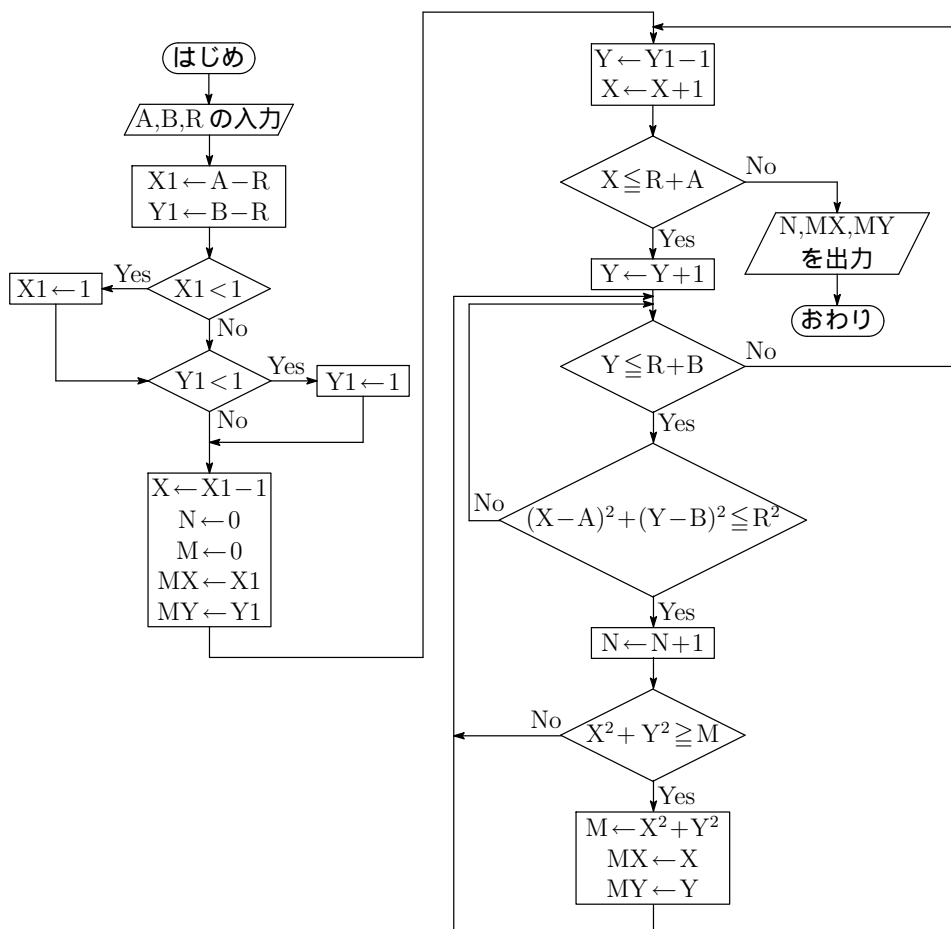 はじめ
A,B,R の入力
X1←A−R
Y1←B−R
X1<1
Yes
X1←1
No
Y1<1
Yes
Y1←1
No
X←X1−1
N←0
M←0
MX←X1
MY←Y1
Y←Y1−1
X←X+1
X≦R+A
No
N,MX,MY
を出力
おわり
Yes
Y←Y+1
Y≦R+B
No
Yes
(X−A)²+(Y−B)²≦R²
No
Yes
N←N+1
X²+Y²≧M
No
Yes
M←X²+Y²
MX←X
MY←Y